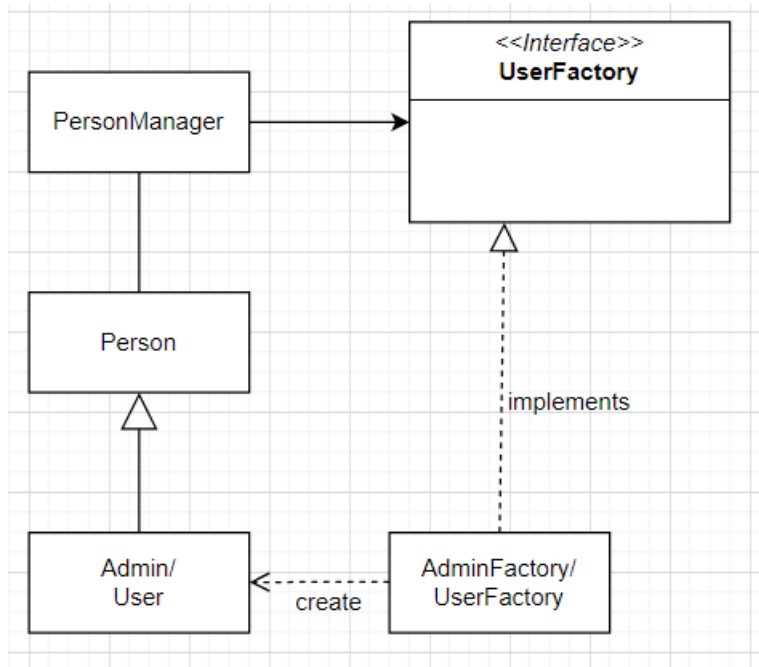 <<Interface>>
UserFactory
PersonManager
Person
implements
Admin/
User
create
AdminFactory/
UserFactory